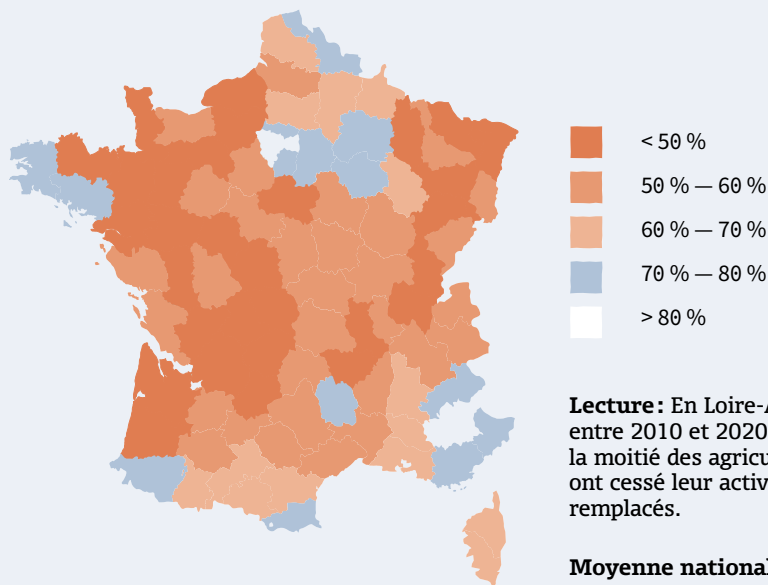 < 50 %
50 % — 60 %
60 % — 70 %
70 % — 80 %
> 80 %
Lecture : En Loire-A
entre 2010 et 2020,
la moitié des agricu
ont cessé leur activ
remplacés.
Moyenne national